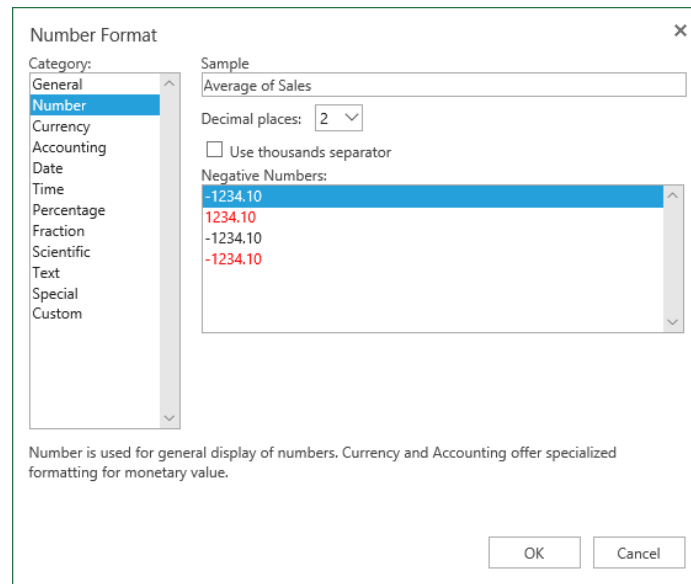 Number Format
Category:
General
Number
Currency
Accounting
Date
Time
Percentage
Fraction
Scientific
Text
Special
Custom
Sample
Average of Sales
Decimal places: 2
Use thousands separator
Negative Numbers:
-1234.10
1234.10
-1234.10
-1234.10
Number is used for general display of numbers. Currency and Accounting offer specialized
formatting for monetary value.
OK
Cancel